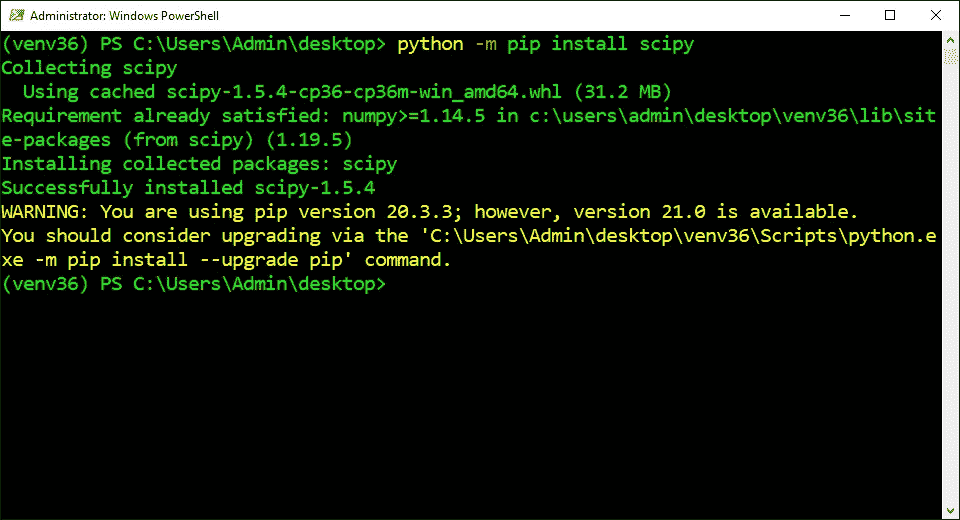 Administrator: Windows PowerShell
(venv36) PS C:\Users\Admin\desktop> python -m pip install scipy
Collecting scipy
  Using cached scipy-1.5.4-cp36-cp36m-win_amd64.whl (31.2 MB)
Requirement already satisfied: numpy>=1.14.5 in c:\users\admin\desktop\venv36\lib\sit
e-packages (from scipy) (1.19.5)
Installing collected packages: scipy
Successfully installed scipy-1.5.4
WARNING: You are using pip version 20.3.3; however, version 21.0 is available.
You should consider upgrading via the 'C:\Users\Admin\desktop\venv36\Scripts\python.e
xe -m pip install --upgrade pip' command.
(venv36) PS C:\Users\Admin\desktop>